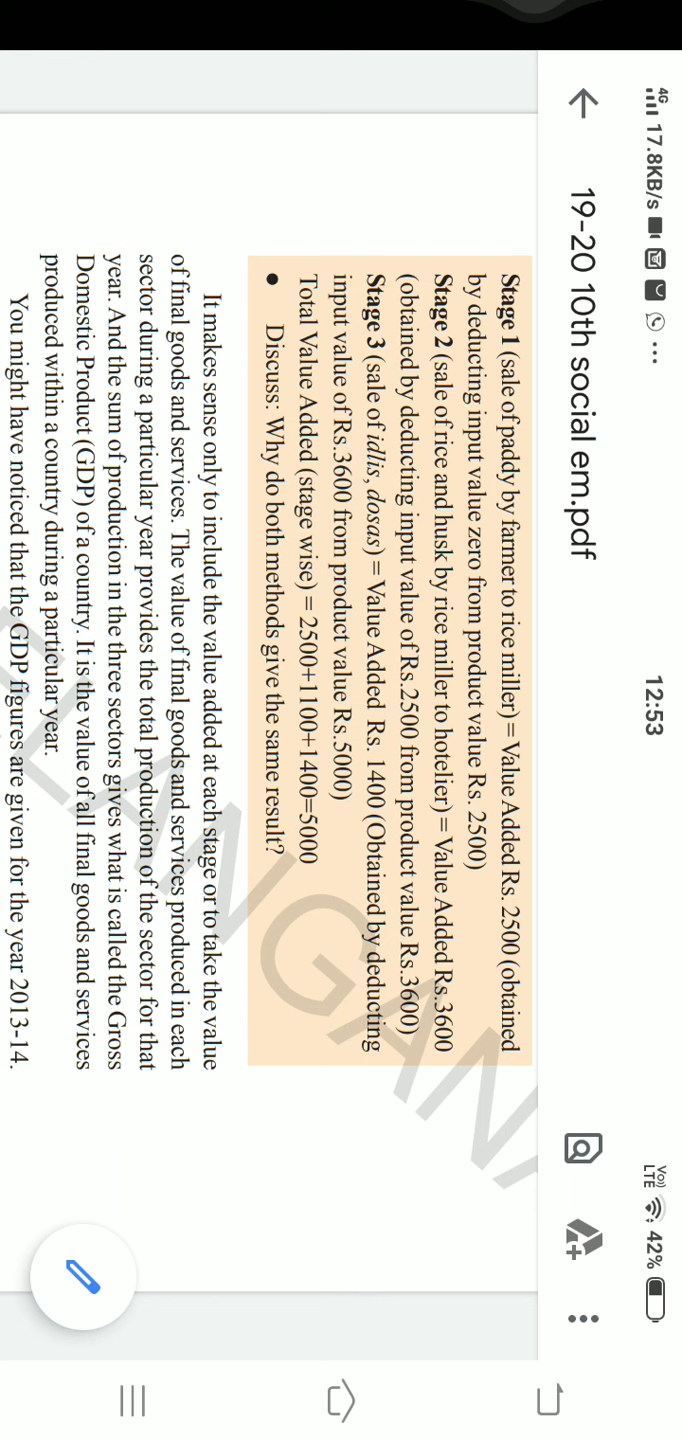 4G 17.8KB/s ... 12:53 Vo)) LTE 42%
19-20 10th social em.pdf
Stage 1 (sale of paddy by farmer to rice miller) = Value Added Rs. 2500 (obtained
by deducting input value zero from product value Rs. 2500)
Stage 2 (sale of rice and husk by rice miller to hotelier) = Value Added Rs.3600
(obtained by deducting input value of Rs.2500 from product value Rs.3600)
Stage 3 (sale of idlis, dosas) = Value Added Rs. 1400 (Obtained by deducting
input value of Rs.3600 from product value Rs.5000)
Total Value Added (stage wise) = 2500+1100+1400=5000
• Discuss: Why do both methods give the same result?
It makes sense only to include the value added at each stage or to take the value
of final goods and services. The value of final goods and services produced in each
sector during a particular year provides the total production of the sector for that
year. And the sum of production in the three sectors gives what is called the Gross
Domestic Product (GDP) of a country. It is the value of all final goods and services
produced within a country during a particular year.
You might have noticed that the GDP figures are given for the year 2013-14.
ELANGANA